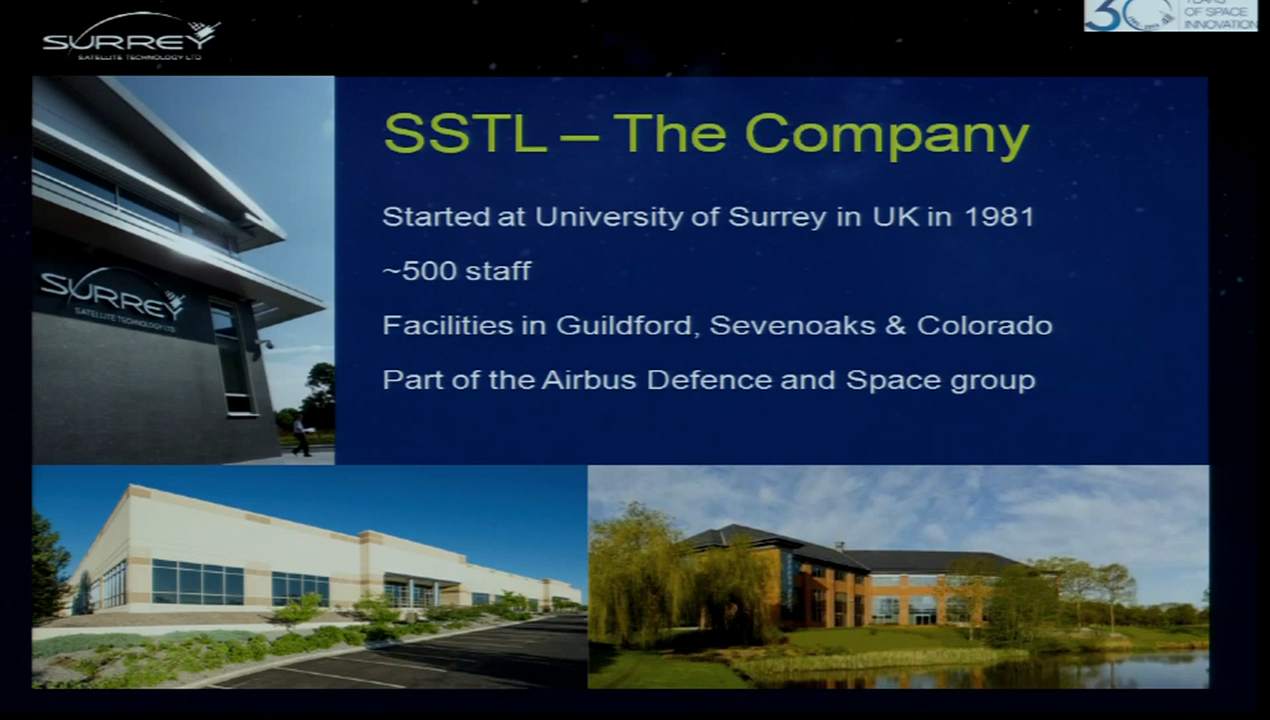 SURREY
SATELLITE TECHNOLOGY LTD
30 YEARS
OF SPACE
INNOVATION
SSTL – The Company
Started at University of Surrey in UK in 1981
~500 staff
Facilities in Guildford, Sevenoaks & Colorado
Part of the Airbus Defence and Space group
SURREY
SATELLITE TECHNOLOGY LTD